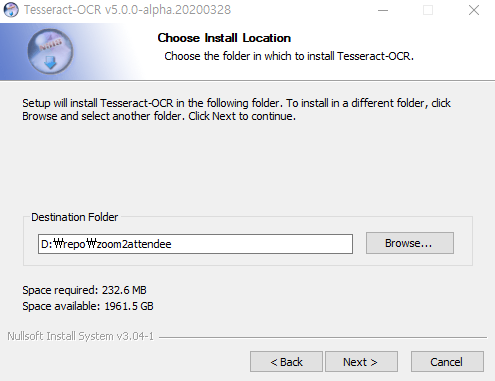 Tesseract-OCR v5.0.0-alpha.20200328
Choose Install Location
Choose the folder in which to install Tesseract-OCR.
Setup will install Tesseract-OCR in the following folder. To install in a different folder, click
Browse and select another folder. Click Next to continue.
Destination Folder
D:₩repo₩zoom2attendee
Browse...
Space required: 232.6 MB
Space available: 1961.5 GB
Nullsoft Install System v3.04-1
< Back
Next >
Cancel